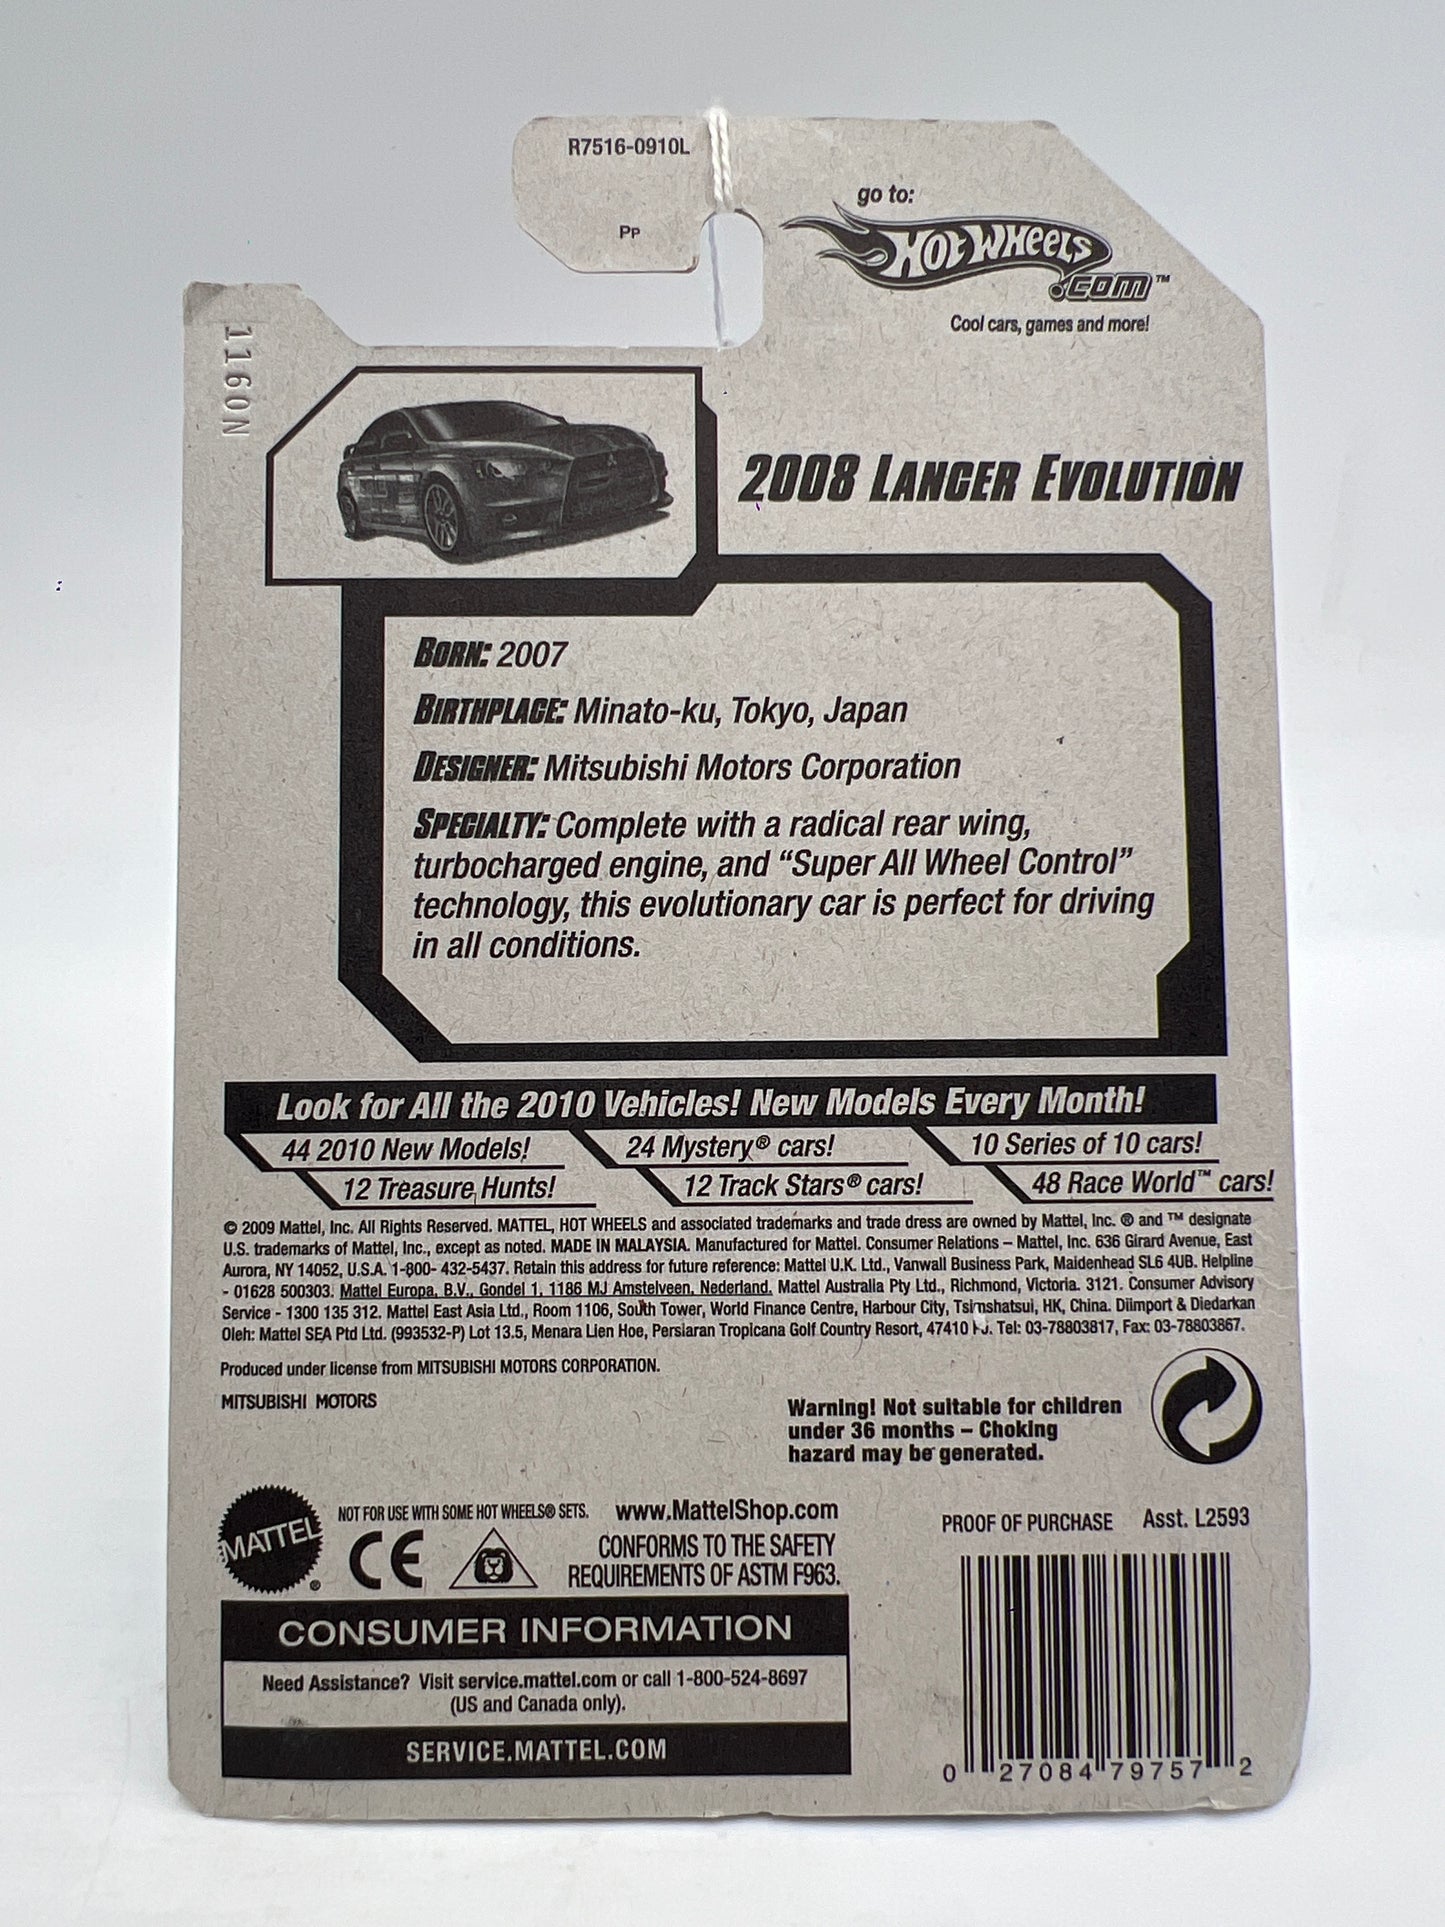 R7516-0910L
PP
go to:
Hot Wheels
.com™
Cool cars, games and more!
1160N
2008 LANCER EVOLUTION
BORN: 2007
BIRTHPLACE: Minato-ku, Tokyo, Japan
DESIGNER: Mitsubishi Motors Corporation
SPECIALTY: Complete with a radical rear wing,
turbocharged engine, and “Super All Wheel Control”
technology, this evolutionary car is perfect for driving
in all conditions.
Look for All the 2010 Vehicles! New Models Every Month!
44 2010 New Models! 24 Mystery® cars! 10 Series of 10 cars!
12 Treasure Hunts! 12 Track Stars® cars! 48 Race World™ cars!
© 2009 Mattel, Inc. All Rights Reserved. MATTEL, HOT WHEELS and associated trademarks and trade dress are owned by Mattel, Inc. ® and ™ designate
U.S. trademarks of Mattel, Inc., except as noted. MADE IN MALAYSIA. Manufactured for Mattel. Consumer Relations – Mattel, Inc. 636 Girard Avenue, East
Aurora, NY 14052, U.S.A. 1-800- 432-5437. Retain this address for future reference: Mattel U.K. Ltd., Vanwall Business Park, Maidenhead SL6 4UB. Helpline
- 01628 500303. Mattel Europa, B.V., Gondel 1, 1186 MJ Amstelveen, Nederland. Mattel Australia Pty Ltd., Richmond, Victoria. 3121. Consumer Advisory
Service - 1300 135 312. Mattel East Asia Ltd., Room 1106, South Tower, World Finance Centre, Harbour City, Tsimshatsui, HK, China. Diimport & Diedarkan
Oleh: Mattel SEA Ptd Ltd. (993532-P) Lot 13.5, Menara Lien Hoe, Persiaran Tropicana Golf Country Resort, 47410 PJ. Tel: 03-78803817, Fax: 03-78803867.
Produced under license from MITSUBISHI MOTORS CORPORATION.
MITSUBISHI MOTORS
Warning! Not suitable for children
under 36 months – Choking
hazard may be generated.
MATTEL®
NOT FOR USE WITH SOME HOT WHEELS® SETS. www.MattelShop.com
CE
CONFORMS TO THE SAFETY
REQUIREMENTS OF ASTM F963.
PROOF OF PURCHASE Asst. L2593
CONSUMER INFORMATION
Need Assistance? Visit service.mattel.com or call 1-800-524-8697
(US and Canada only).
SERVICE.MATTEL.COM
0 27084 79757 2